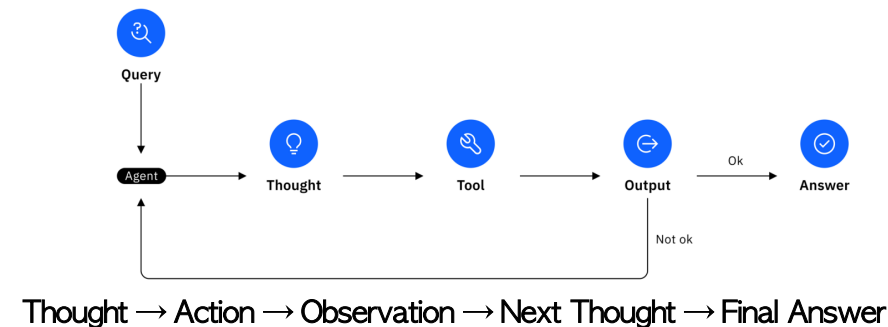 Query
Agent
Thought
Tool
Output
Ok
Answer
Not ok
Thought → Action → Observation → Next Thought → Final Answer